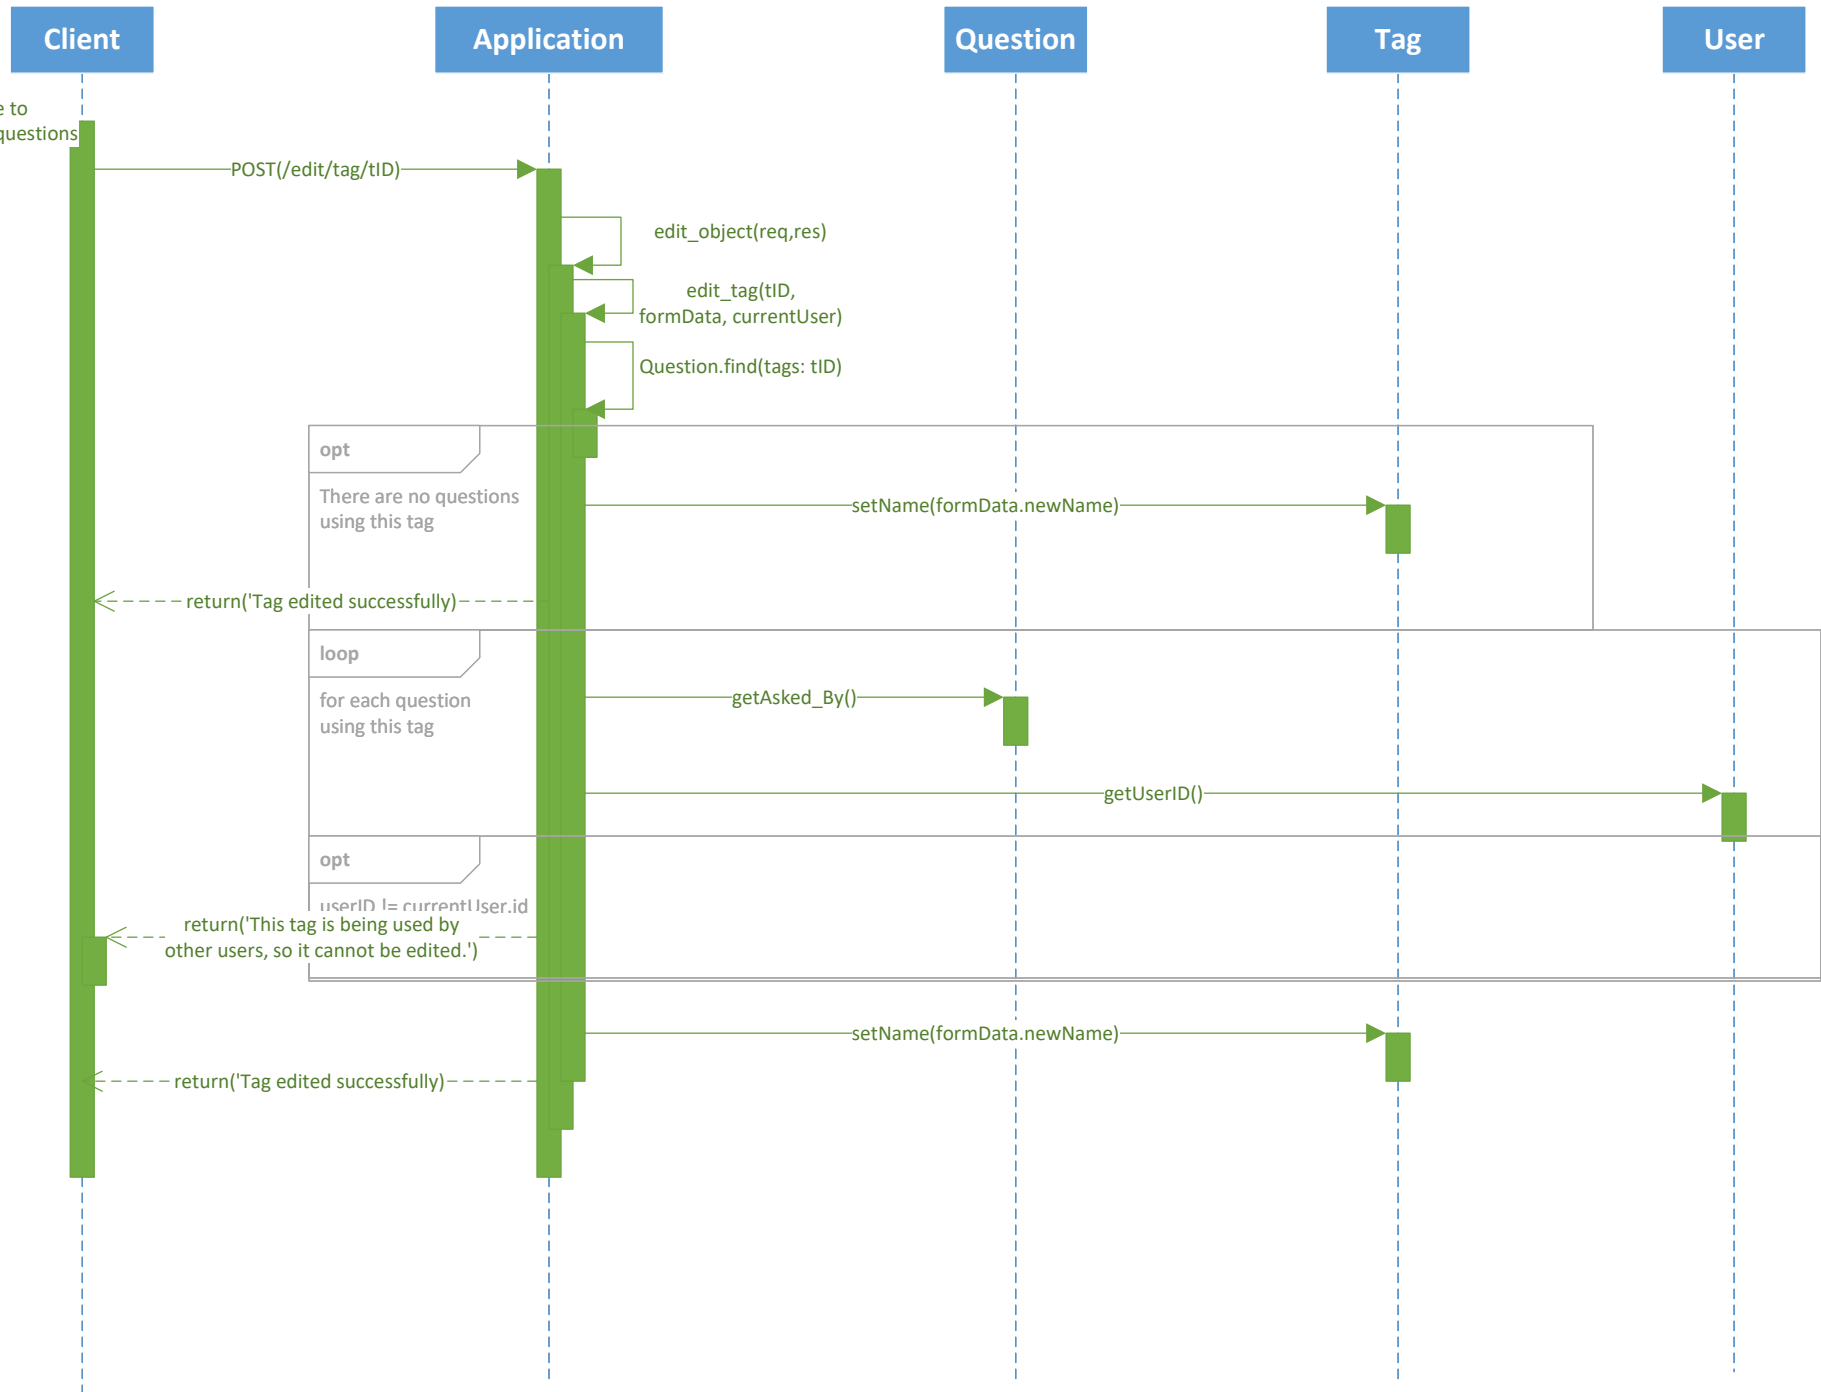 Client
Application
Question
Tag
User
e to
questions
POST(/edit/tag/tID)
edit_object(req,res)
edit_tag(tID,
formData, currentUser)
Question.find(tags: tID)
opt
There are no questions
using this tag
setName(formData.newName)
return('Tag edited successfully)
loop
for each question
using this tag
getAsked_By()
getUserID()
opt
userID != currentUser.id
return('This tag is being used by
other users, so it cannot be edited.')
setName(formData.newName)
return('Tag edited successfully)